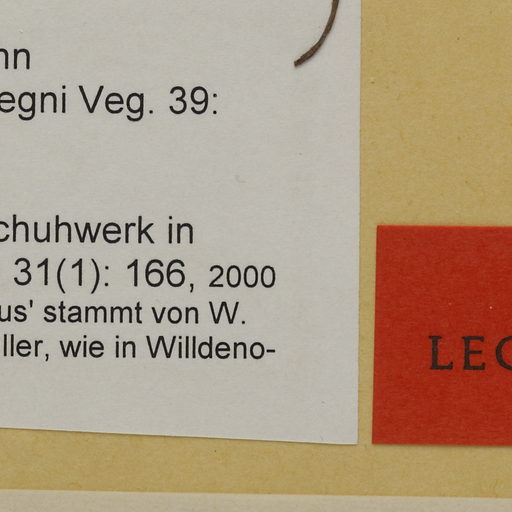 nn
egni Veg. 39:
chuhwerk in
31(1): 166, 2000
us' stammt von W.
ller, wie in Willdeno-
LEC